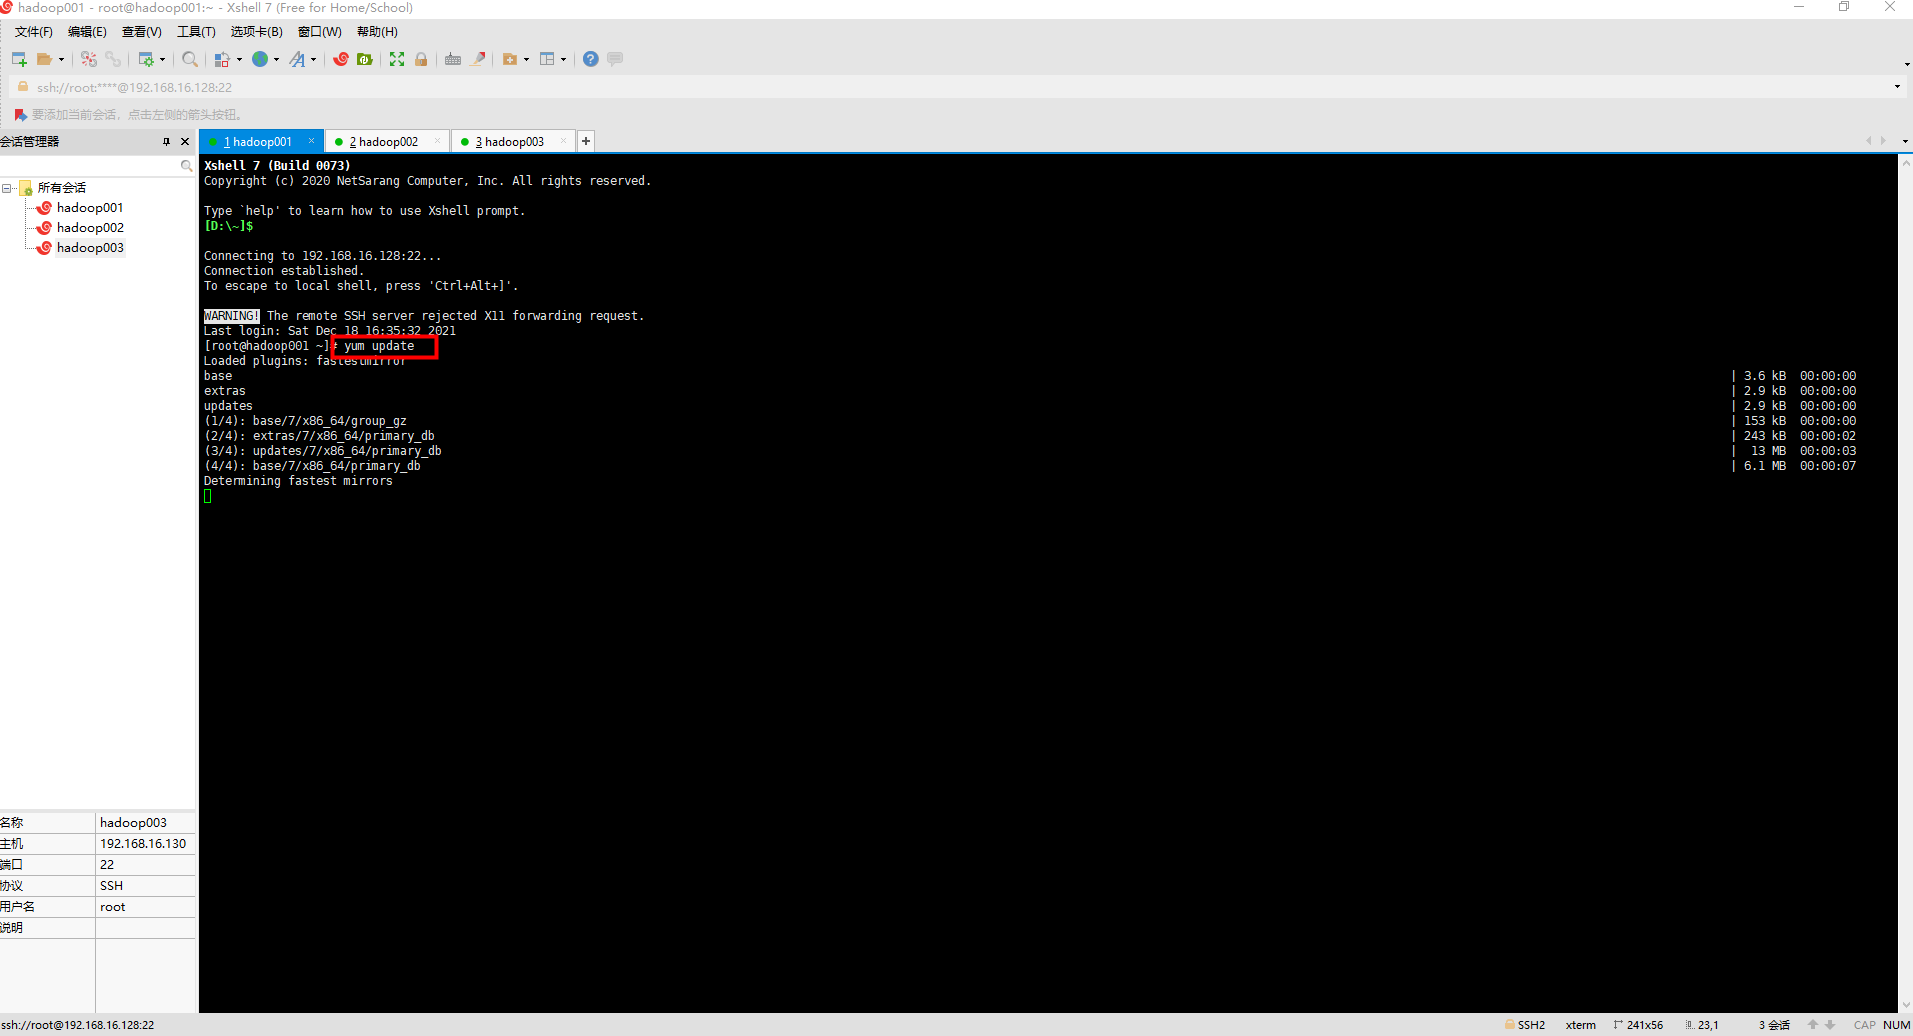 hadoop001 - root@hadoop001:~ - Xshell 7 (Free for Home/School)
文件(F) 编辑(E) 查看(V) 工具(T) 选项卡(B) 窗口(W) 帮助(H)
ssh://root:****@192.168.16.128:22
要添加当前会话，点击左侧的箭头按钮。
会话管理器
1 hadoop001 2 hadoop002 3 hadoop003
所有会话
hadoop001
hadoop002
hadoop003
Xshell 7 (Build 0073)
Copyright (c) 2020 NetSarang Computer, Inc. All rights reserved.
Type `help' to learn how to use Xshell prompt.
[D:\~]$
Connecting to 192.168.16.128:22...
Connection established.
To escape to local shell, press 'Ctrl+Alt+]'.
WARNING! The remote SSH server rejected X11 forwarding request.
Last login: Sat Dec 18 16:35:32 2021
[root@hadoop001 ~]# yum update
Loaded plugins: fastestmirror
base | 3.6 kB 00:00:00
extras | 2.9 kB 00:00:00
updates | 2.9 kB 00:00:00
(1/4): base/7/x86_64/group_gz | 153 kB 00:00:00
(2/4): extras/7/x86_64/primary_db | 243 kB 00:00:02
(3/4): updates/7/x86_64/primary_db | 13 MB 00:00:03
(4/4): base/7/x86_64/primary_db | 6.1 MB 00:00:07
Determining fastest mirrors
名称 hadoop003
主机 192.168.16.130
端口 22
协议 SSH
用户名 root
说明
ssh://root@192.168.16.128:22 SSH2 xterm 241x56 23,1 3 会话 CAP NUM